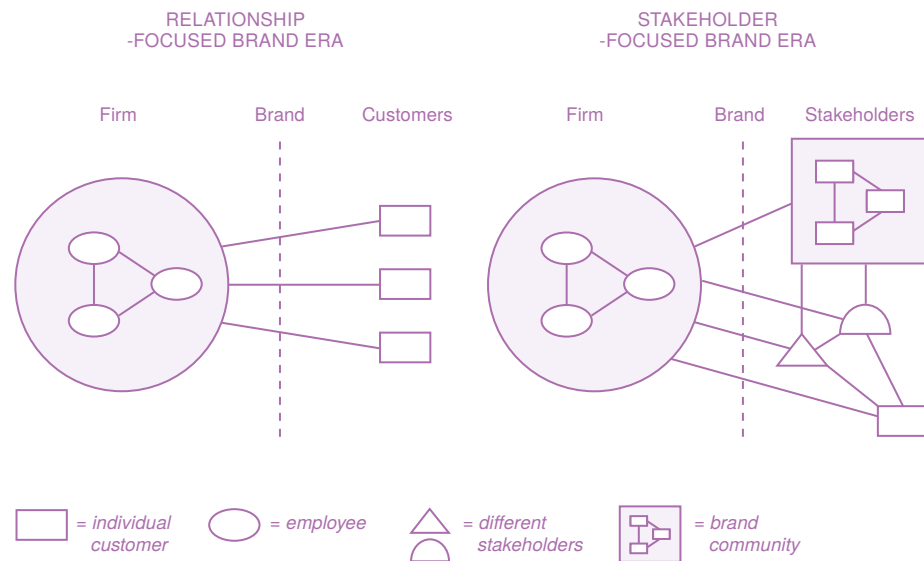 RELATIONSHIP
-FOCUSED BRAND ERA
Firm
Brand
Customers
STAKEHOLDER
-FOCUSED BRAND ERA
Firm
Brand
Stakeholders
= individual
customer
= employee
= different
stakeholders
= brand
community